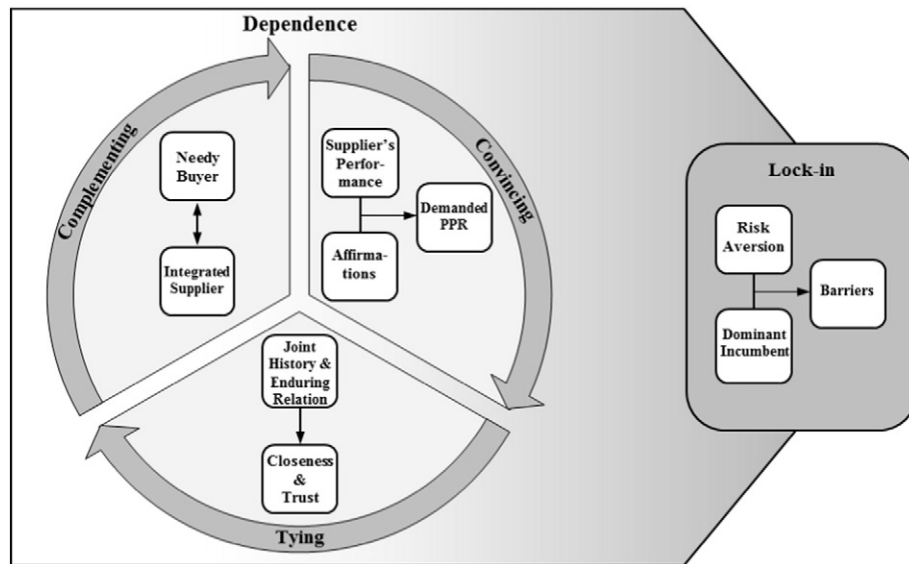 Dependence
Complementing
Needy
Buyer
Integrated
Supplier
Convincing
Supplier's
Perfor-
mance
Demanded
PPR
Affirma-
tions
Joint
History &
Enduring
Relation
Closeness
&
Trust
Tying
Lock-in
Risk
Aversion
Barriers
Dominant
Incumbent